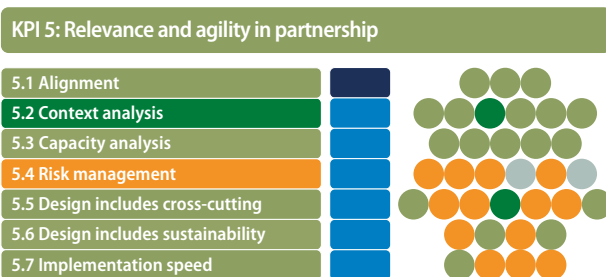 KPI 5: Relevance and agility in partnership
5.1 Alignment
5.2 Context analysis
5.3 Capacity analysis
5.4 Risk management
5.5 Design includes cross-cutting
5.6 Design includes sustainability
5.7 Implementation speed